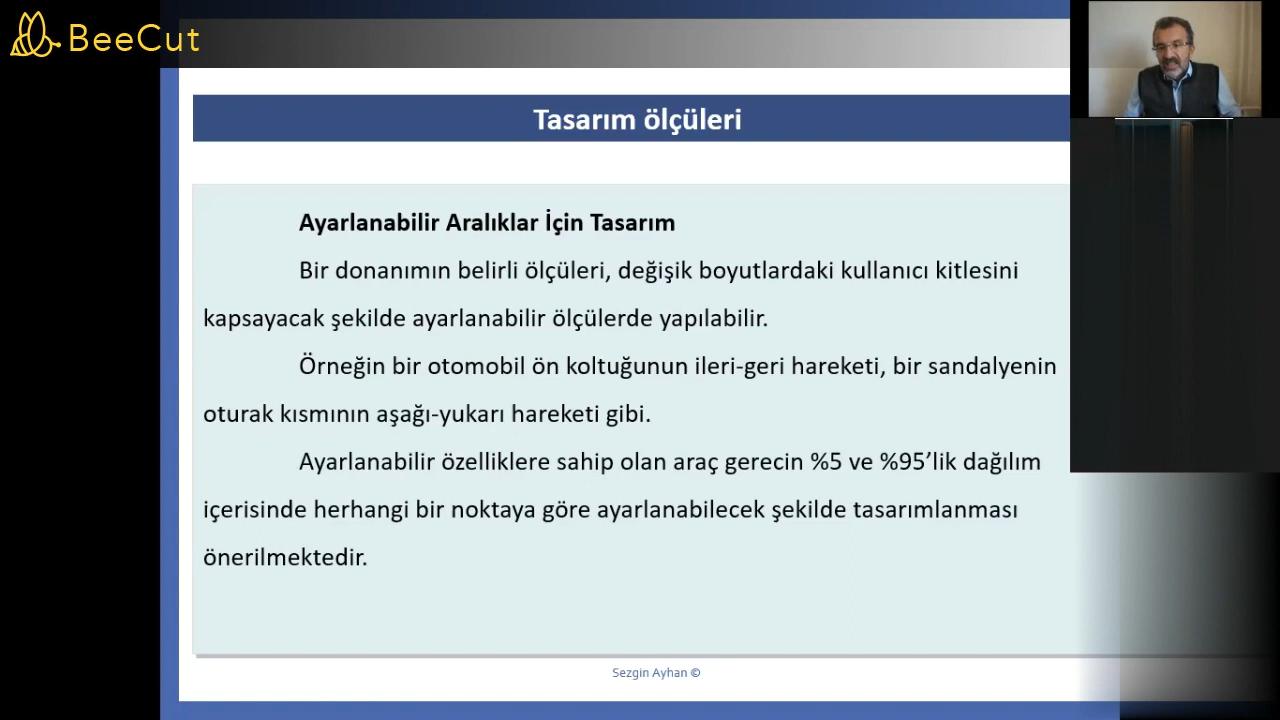 BeeCut
Tasarım ölçüleri
Ayarlanabilir Aralıklar İçin Tasarım
Bir donanımın belirli ölçüleri, değişik boyutlardaki kullanıcı kitlesini
kapsayacak şekilde ayarlanabilir ölçülerde yapılabilir.
Örneğin bir otomobil ön koltuğunun ileri-geri hareketi, bir sandalyenin
oturak kısmının aşağı-yukarı hareketi gibi.
Ayarlanabilir özelliklere sahip olan araç gerecin %5 ve %95’lik dağılım
içerisinde herhangi bir noktaya göre ayarlanabilecek şekilde tasarımlanması
önerilmektedir.
Sezgin Ayhan ©